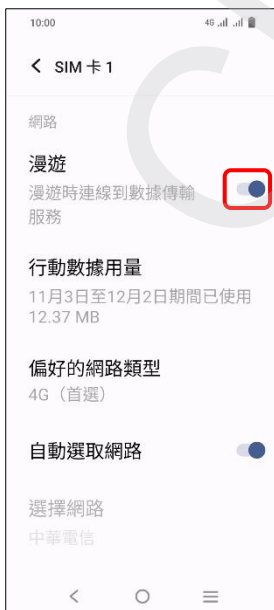 10:00
4G
SIM 卡 1
網路
漫遊
漫遊時連線到數據傳輸
服務
行動數據用量
11月3日至12月2日期間已使用
12.37 MB
偏好的網路類型
4G（首選）
自動選取網路
選擇網路
中華電信